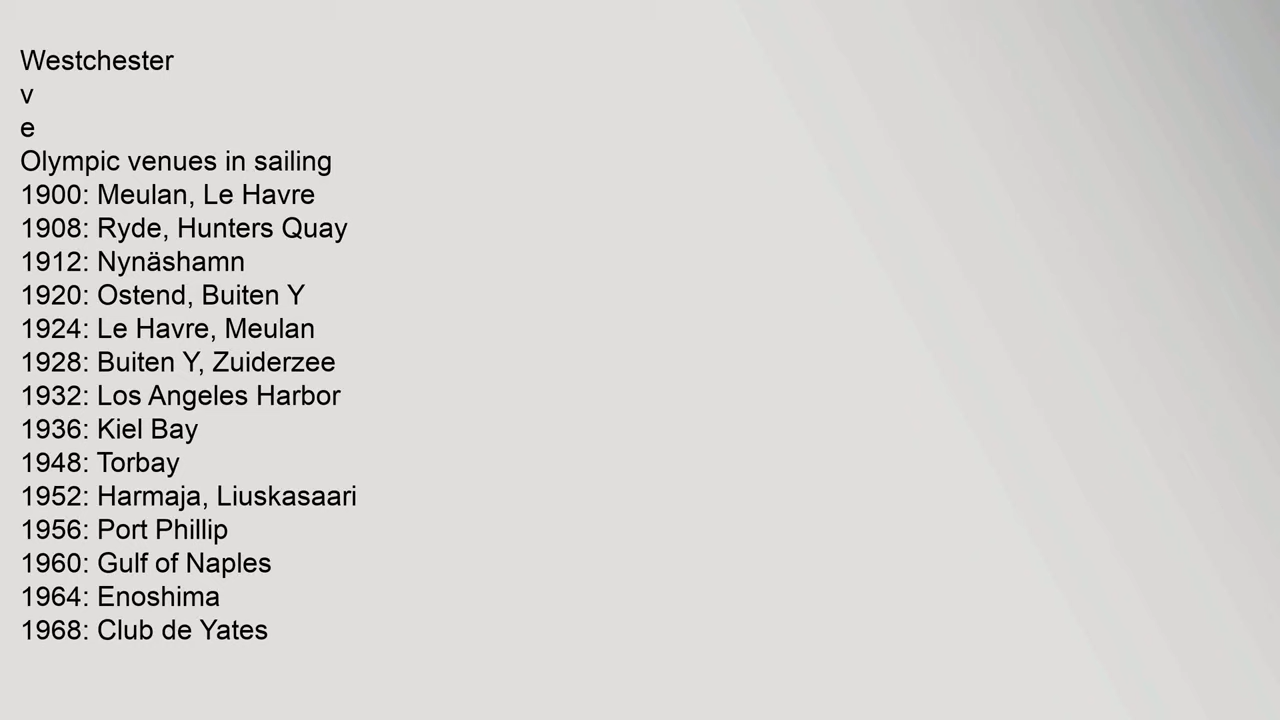 Westchester
v
e
Olympic venues in sailing
1900: Meulan, Le Havre
1908: Ryde, Hunters Quay
1912: Nynäshamn
1920: Ostend, Buiten Y
1924: Le Havre, Meulan
1928: Buiten Y, Zuiderzee
1932: Los Angeles Harbor
1936: Kiel Bay
1948: Torbay
1952: Harmaja, Liuskasaari
1956: Port Phillip
1960: Gulf of Naples
1964: Enoshima
1968: Club de Yates